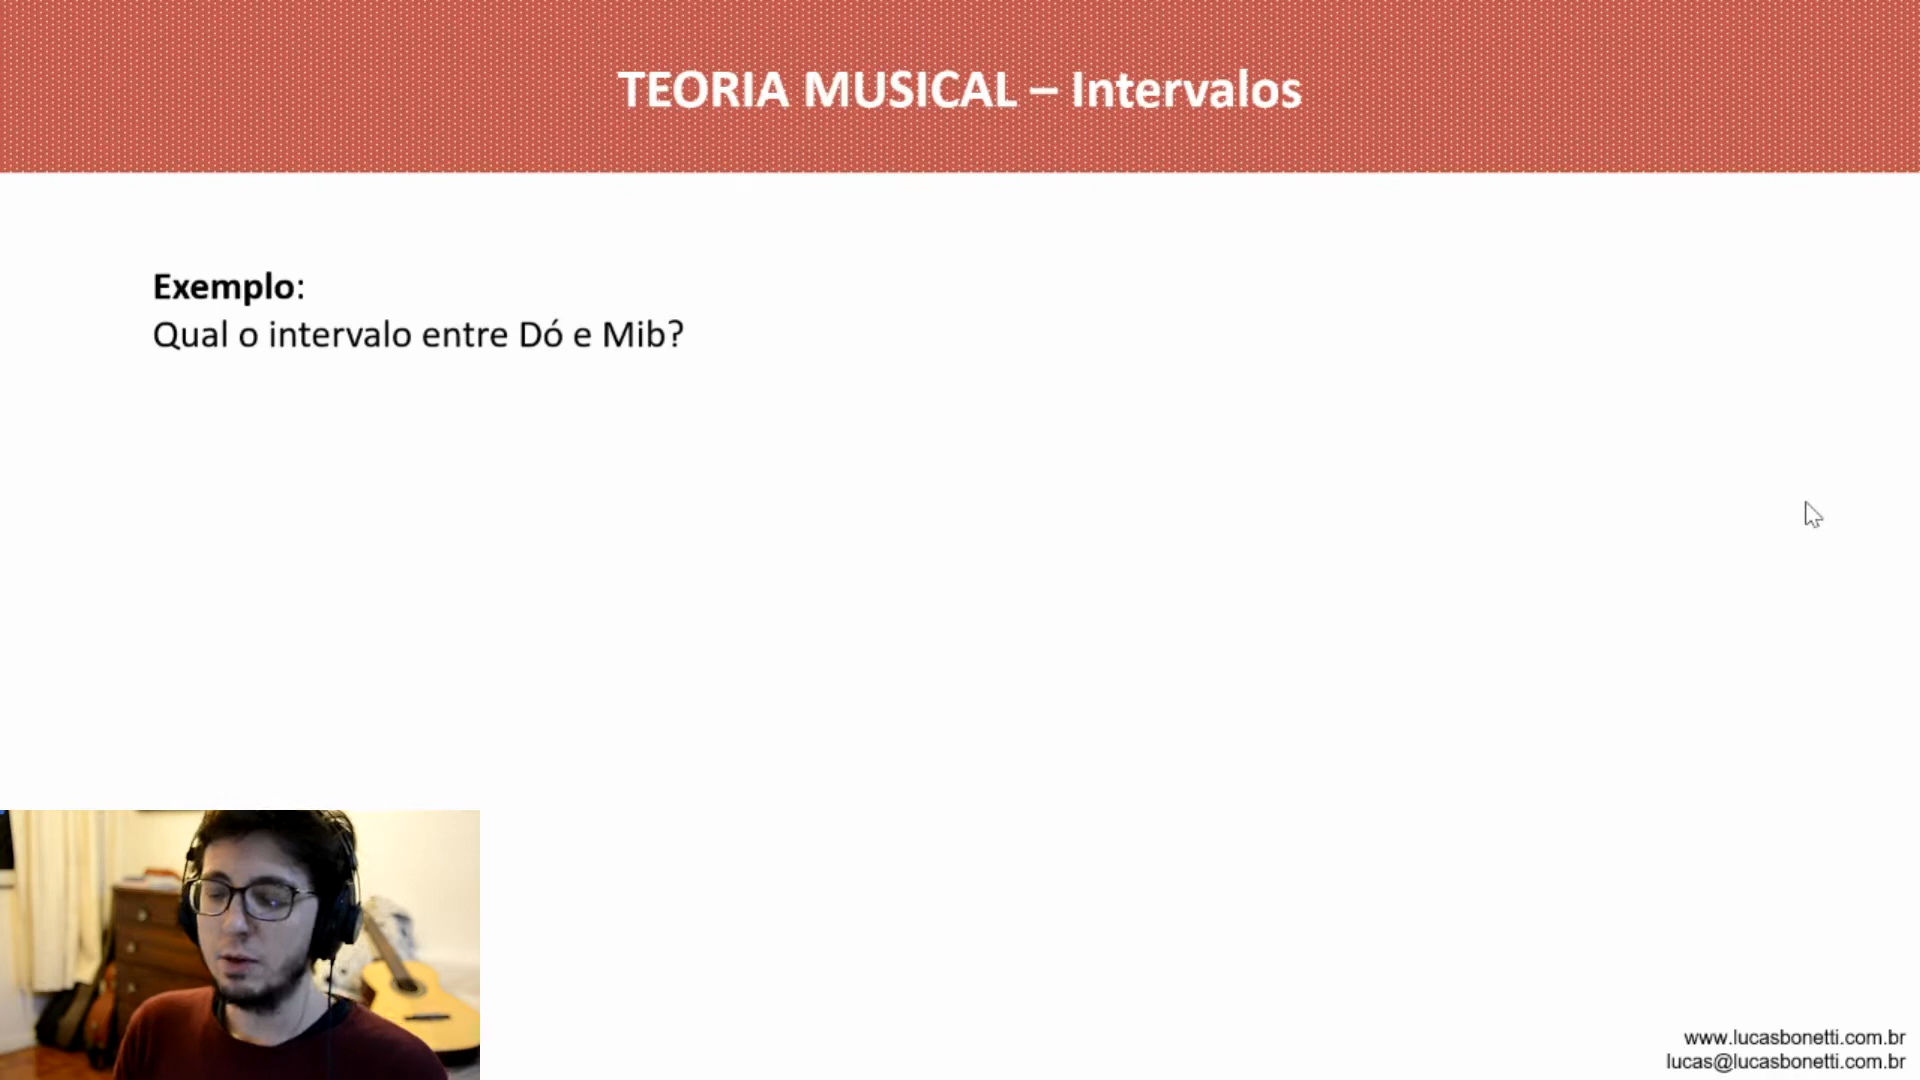 TEORIA MUSICAL – Intervalos
Exemplo:
Qual o intervalo entre Dó e Mib?
www.lucasbonetti.com.br
lucas@lucasbonetti.com.br